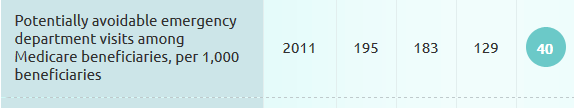 Potentially avoidable emergency
department visits among
Medicare beneficiaries, per 1,000
beneficiaries
2011 195 183 129 40